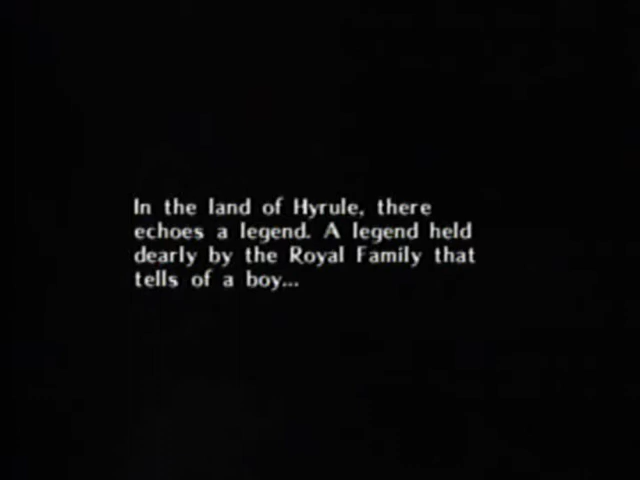 In the land of Hyrule, there
echoes a legend. A legend held
dearly by the Royal Family that
tells of a boy...